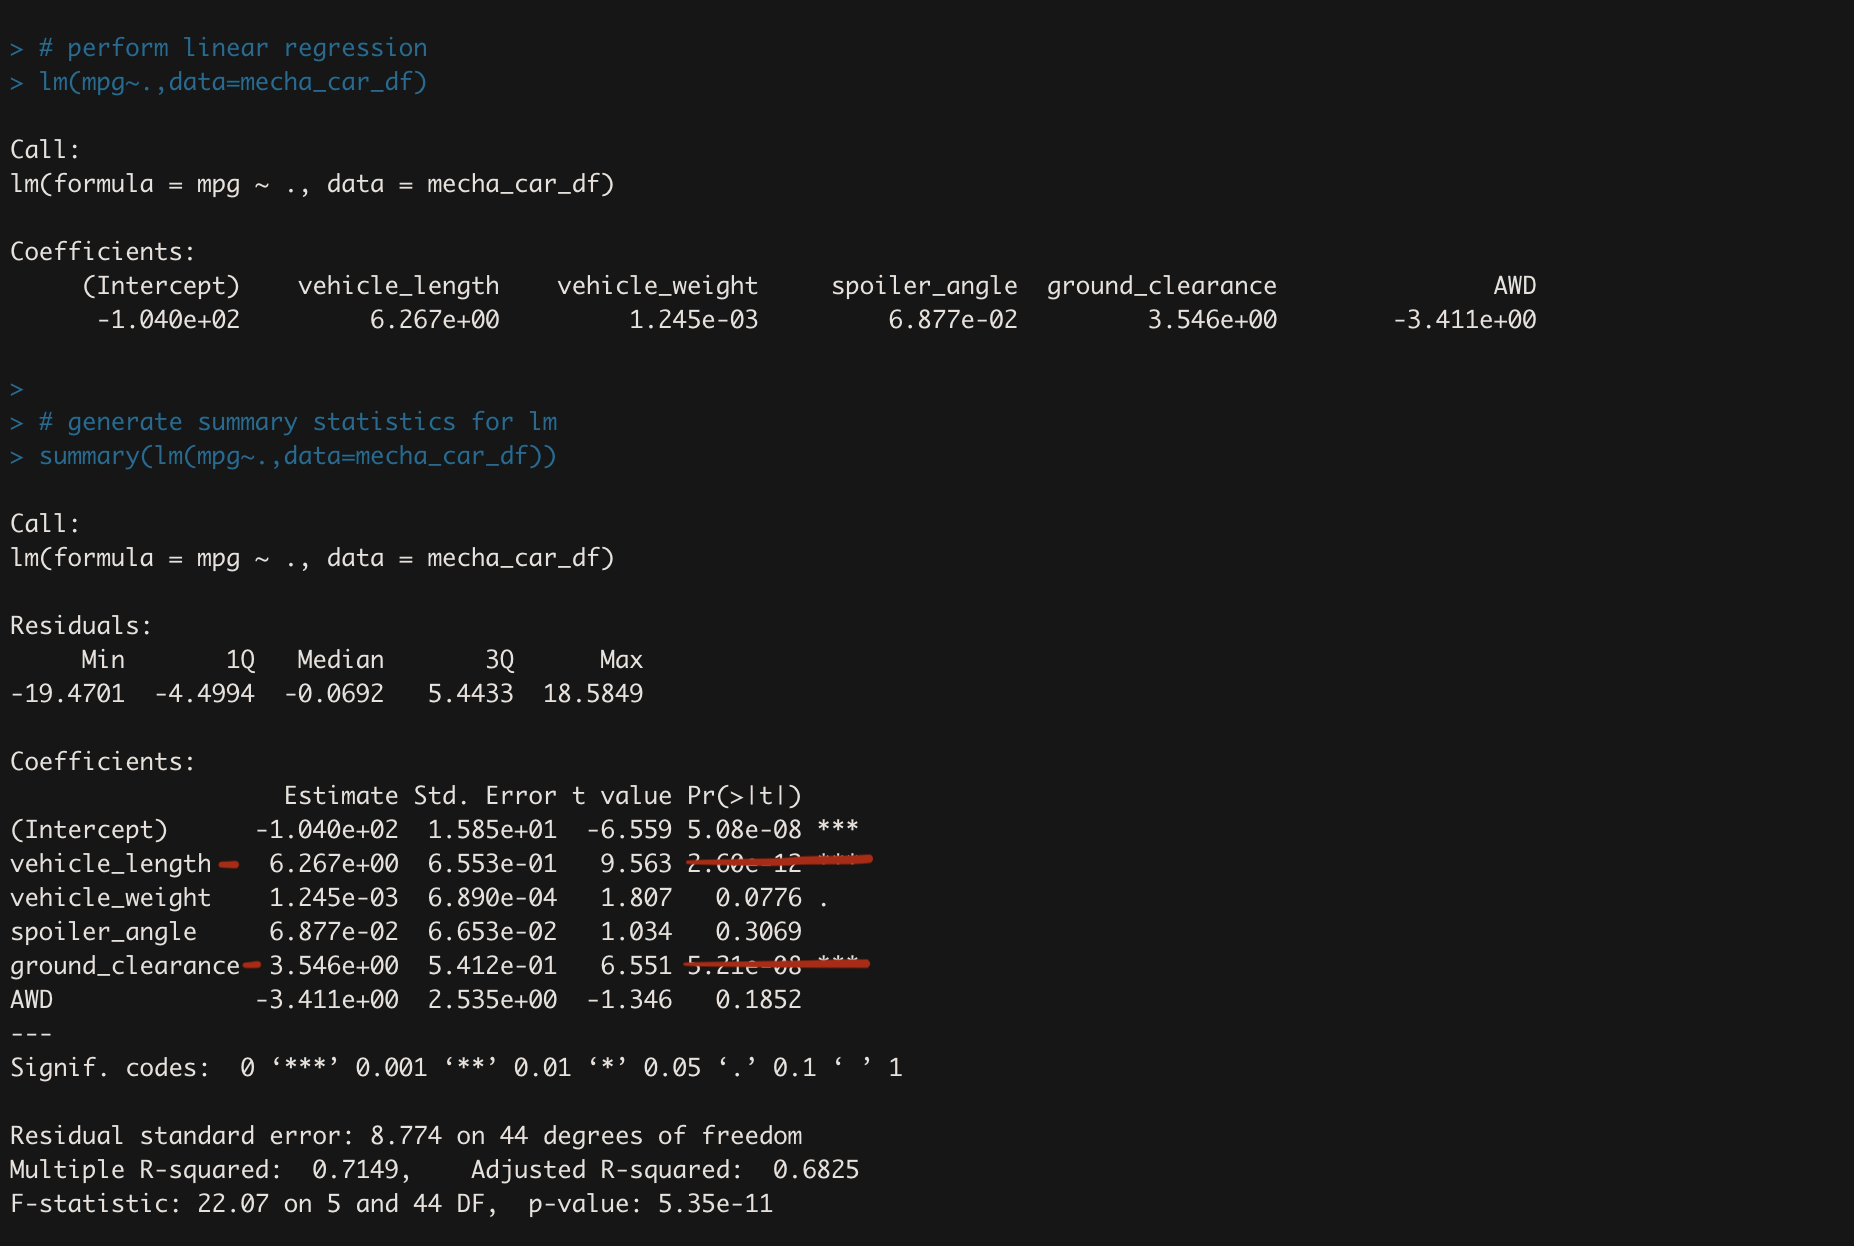 > # perform linear regression
> lm(mpg~.,data=mecha_car_df)
Call:
lm(formula = mpg ~ ., data = mecha_car_df)
Coefficients:
(Intercept) vehicle_length vehicle_weight spoiler_angle ground_clearance AWD
-1.040e+02 6.267e+00 1.245e-03 6.877e-02 3.546e+00 -3.411e+00
>
> # generate summary statistics for lm
> summary(lm(mpg~.,data=mecha_car_df))
Call:
lm(formula = mpg ~ ., data = mecha_car_df)
Residuals:
Min 1Q Median 3Q Max
-19.4701 -4.4994 -0.0692 5.4433 18.5849
Coefficients:
Estimate Std. Error t value Pr(>|t|)
(Intercept) -1.040e+02 1.585e+01 -6.559 5.08e-08 ***
vehicle_length 6.267e+00 6.553e-01 9.563 2.60e-12 ***
vehicle_weight 1.245e-03 6.890e-04 1.807 0.0776 .
spoiler_angle 6.877e-02 6.653e-02 1.034 0.3069
ground_clearance 3.546e+00 5.412e-01 6.551 5.21e-08 ***
AWD -3.411e+00 2.535e+00 -1.346 0.1852
---
Signif. codes: 0 ‘***’ 0.001 ‘**’ 0.01 ‘*’ 0.05 ‘.’ 0.1 ‘ ’ 1
Residual standard error: 8.774 on 44 degrees of freedom
Multiple R-squared: 0.7149, Adjusted R-squared: 0.6825
F-statistic: 22.07 on 5 and 44 DF, p-value: 5.35e-11